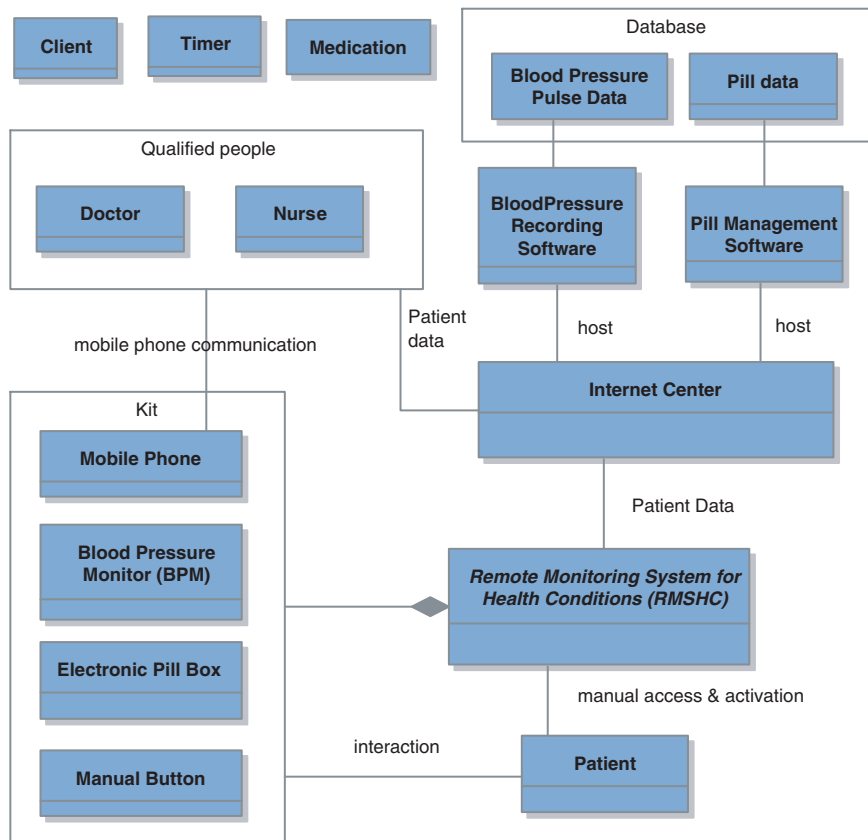 Client
Timer
Medication
Database
Blood Pressure
Pulse Data
Pill data
Qualified people
Doctor
Nurse
BloodPressure
Recording
Software
Pill Management
Software
mobile phone communication
Patient
data
host
host
Internet Center
Kit
Mobile Phone
Blood Pressure
Monitor (BPM)
Electronic Pill Box
Manual Button
Patient Data
Remote Monitoring System for
Health Conditions (RMSHC)
manual access & activation
interaction
Patient